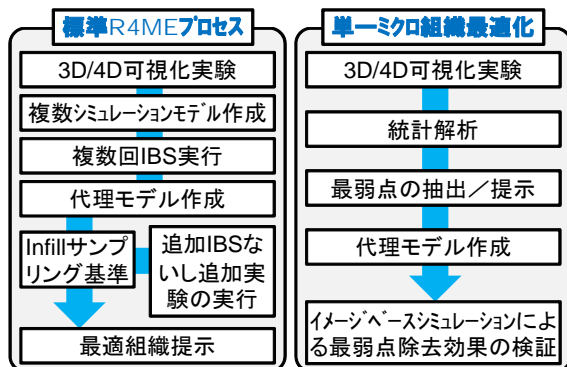 標準R4MEプロセス
3D/4D可視化実験
複数シミュレーションモデル作成
複数回IBS実行
代理モデル作成
Infillサンプ
リング基準
追加IBSな
いし追加実
験の実行
最適組織提示
単一ミクロ組織最適化
3D/4D可視化実験
統計解析
最弱点の抽出／提示
代理モデル作成
イメージベースシミュレーションによ
る最弱点除去効果の検証